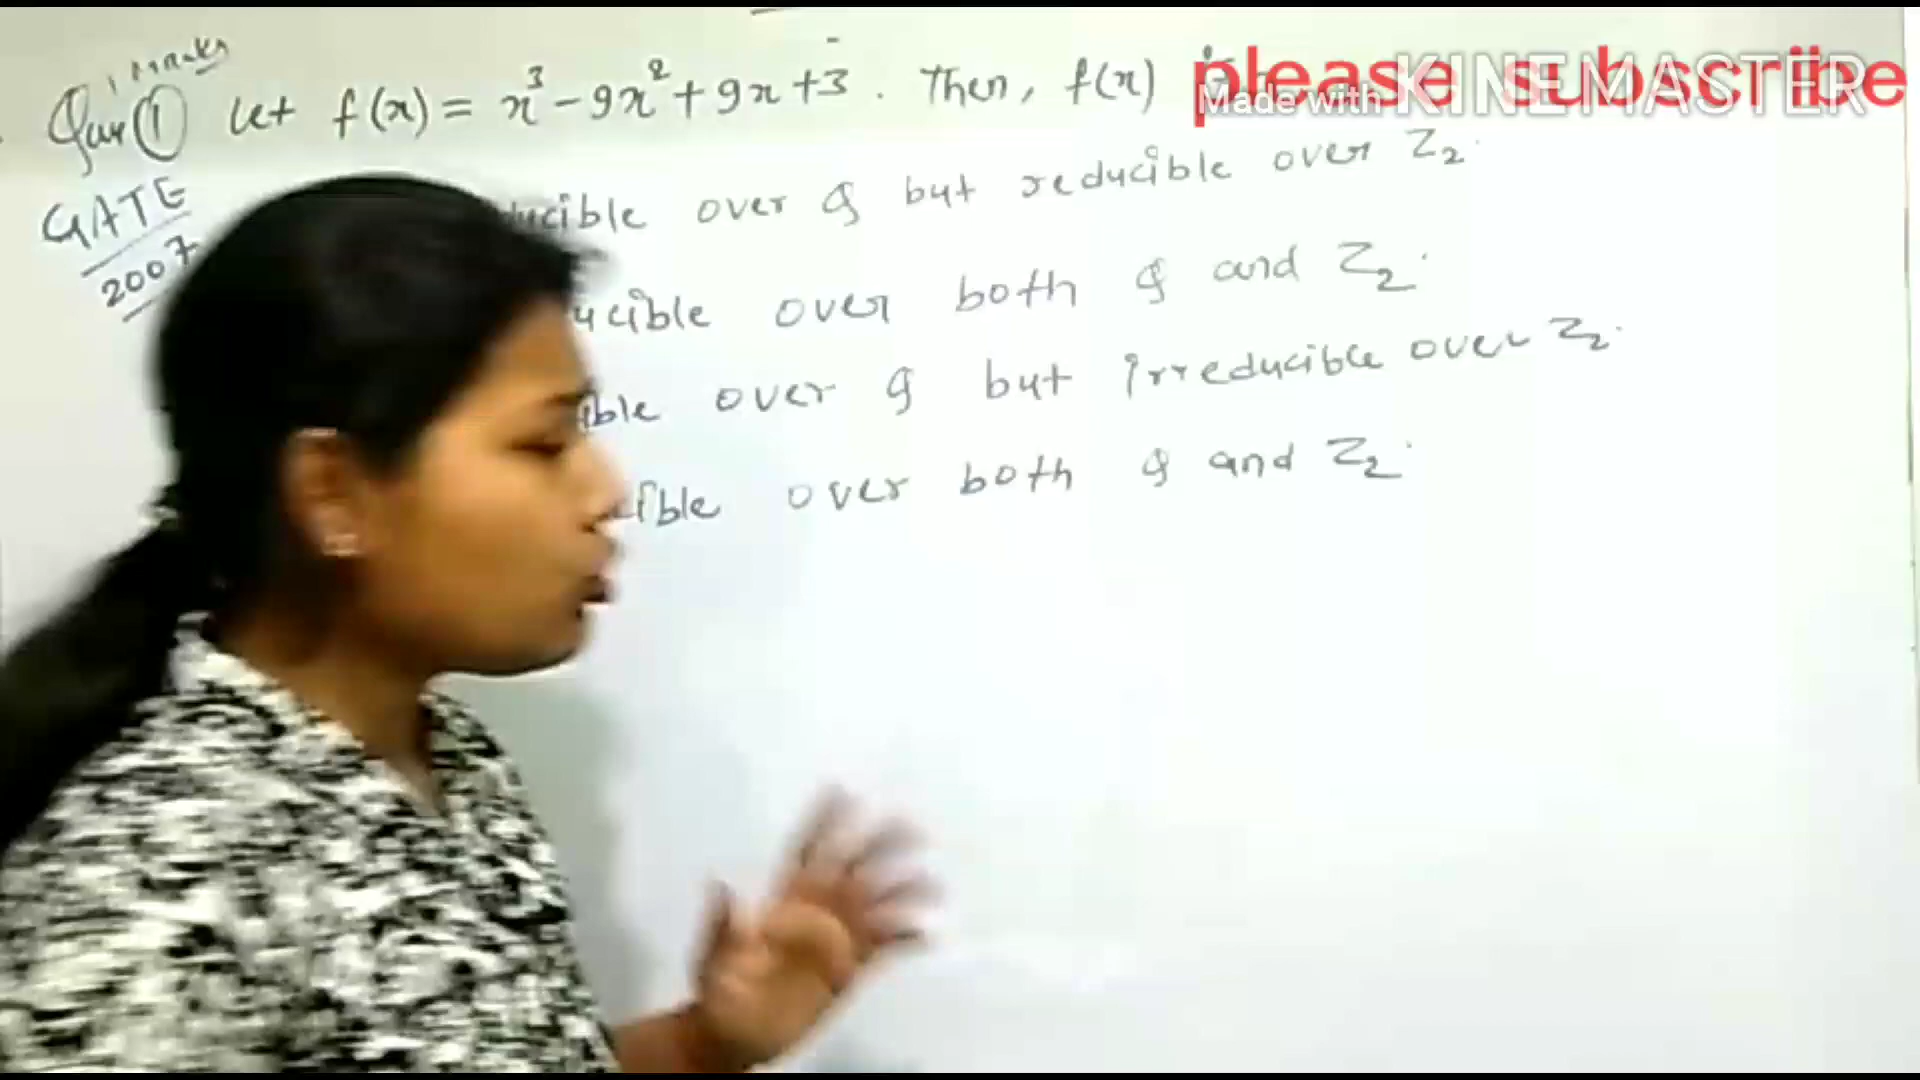 1 Marks
Que ① Let f(x) = x³ - 9x² + 9x + 3 . Then, f(x) is
please subscribe
Made with KINEMASTER
GATE
2007
ducible over Q but reducible over Z₂.
ucible over both Q and Z₂.
ible over Q but irreducible over Z₂.
cible over both Q and Z₂.